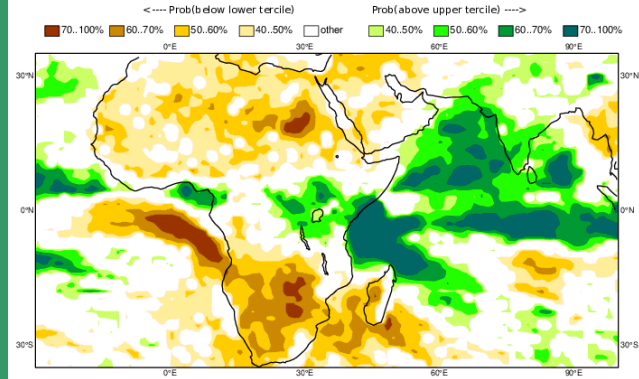 <---- Prob(below lower tercile) Prob(above upper tercile) ---->
70..100% 60..70% 50..60% 40..50% other 40..50% 50..60% 60..70% 70..100%
0°E 30°E 60°E 90°E
30°N 30°N
0°N 0°N
30°S 30°S
0°E 30°E 60°E 90°E